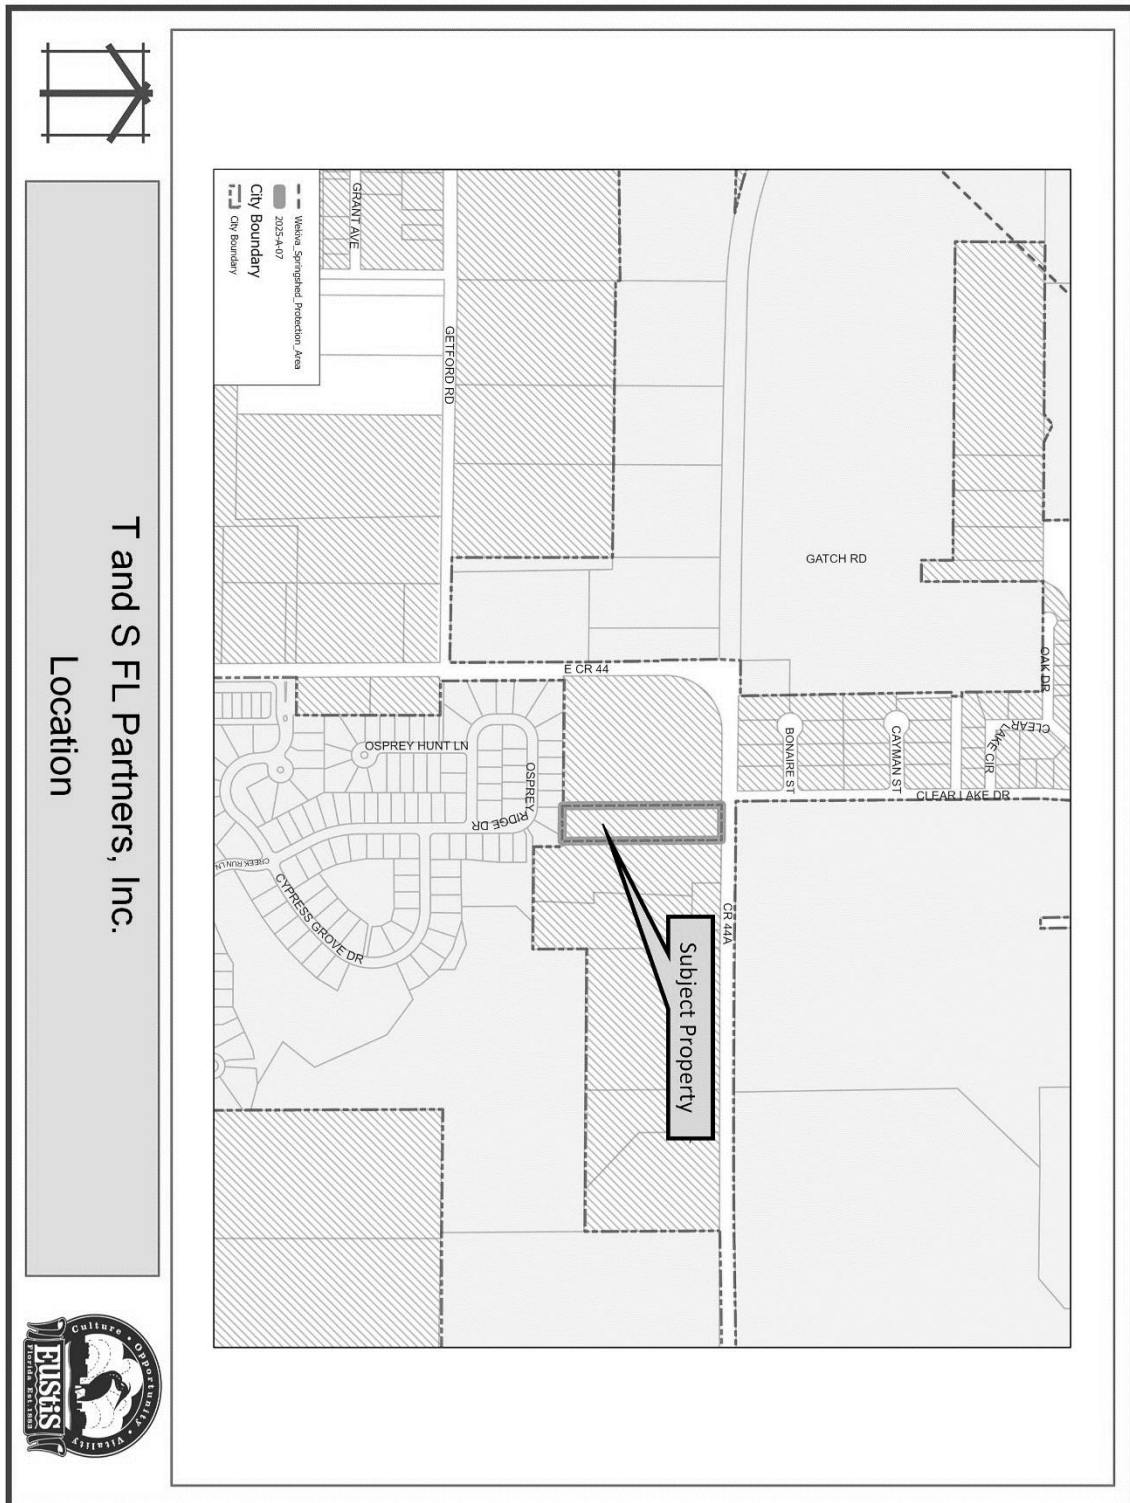 Wekiva_Springshed_Protection_Area
2025-A-07
City Boundary
City Boundary
GRANT AVE
GETFORD RD
GATCH RD
E CR 44
OAK DR
CLEAR
LAKE CIR
CAYMAN ST
BONAIRE ST
CLEAR LAKE DR
OSPREY HUNT LN
OSPREY
RIDGE DR
CYPRESS GROVE DR
CREEK RUN LN
CR 44A
Subject Property
T and S FL Partners, Inc.
Location
Culture • Opportunity • Vitality
EUSTIS
Florida Est. 1883